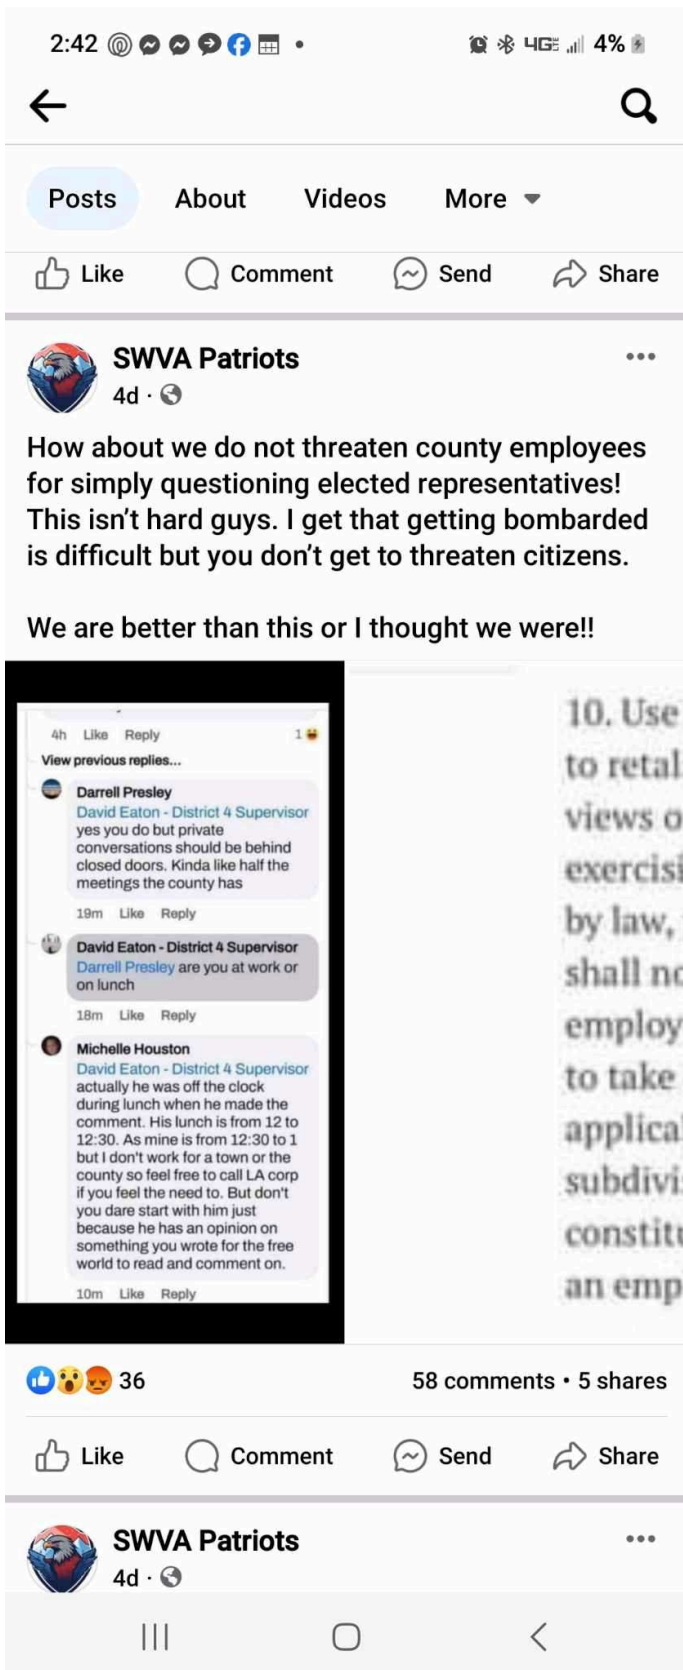 2:42
4G
4%
Posts About Videos More
Like Comment Send Share
SWVA Patriots
4d ·
How about we do not threaten county employees
for simply questioning elected representatives!
This isn't hard guys. I get that getting bombarded
is difficult but you don't get to threaten citizens.
We are better than this or I thought we were!!
4h Like Reply 1
View previous replies...
Darrell Presley
David Eaton - District 4 Supervisor
yes you do but private
conversations should be behind
closed doors. Kinda like half the
meetings the county has
19m Like Reply
David Eaton - District 4 Supervisor
Darrell Presley are you at work or
on lunch
18m Like Reply
Michelle Houston
David Eaton - District 4 Supervisor
actually he was off the clock
during lunch when he made the
comment. His lunch is from 12 to
12:30. As mine is from 12:30 to 1
but I don't work for a town or the
county so feel free to call LA corp
if you feel the need to. But don't
you dare start with him just
because he has an opinion on
something you wrote for the free
world to read and comment on.
10m Like Reply
10. Use
to retal
views o
exercisi
by law,
shall no
employ
to take
applical
subdivi
constitu
an emp
36
58 comments • 5 shares
Like Comment Send Share
SWVA Patriots
4d ·